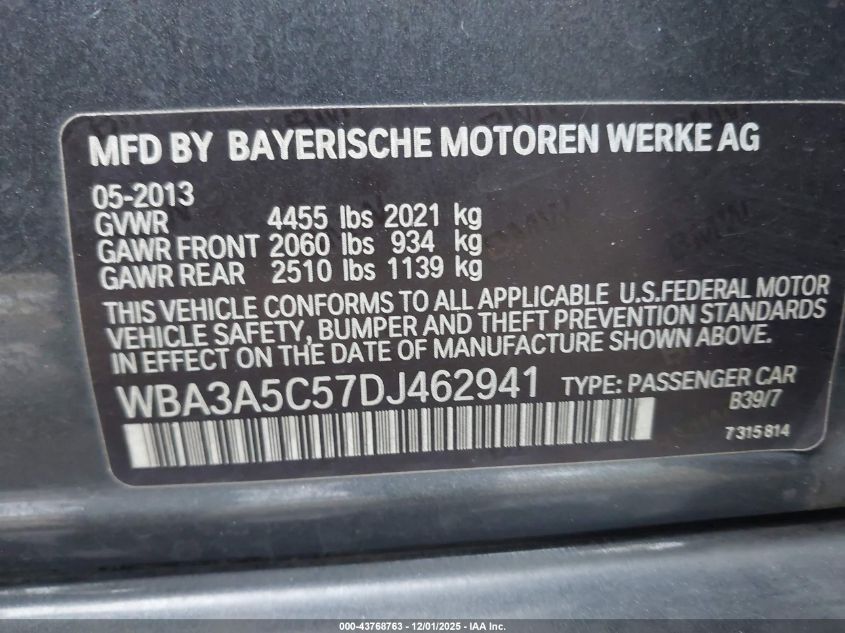 MFD BY BAYERISCHE MOTOREN WERKE AG
05-2013
GVWR 4455 lbs 2021 kg
GAWR FRONT 2060 lbs 934 kg
GAWR REAR 2510 lbs 1139 kg
THIS VEHICLE CONFORMS TO ALL APPLICABLE U.S.FEDERAL MOTOR
VEHICLE SAFETY, BUMPER AND THEFT PREVENTION STANDARDS
IN EFFECT ON THE DATE OF MANUFACTURE SHOWN ABOVE.
WBA3A5C57DJ462941 TYPE: PASSENGER CAR
B39/7
7315814
000-43768763 - 12/01/2025 - IAA Inc.